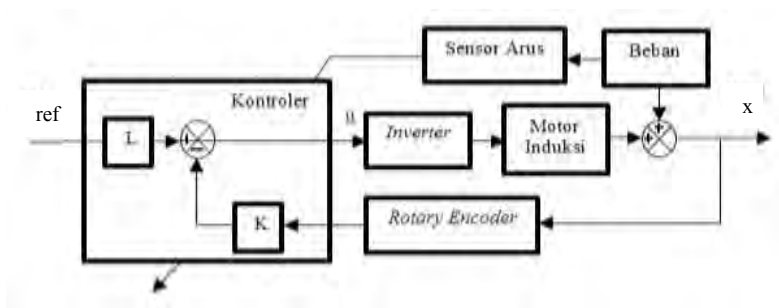 Sensor Arus
Beban
Kontroler
ref
L
u
Inverter
Motor
Induksi
x
K
Rotary Encoder